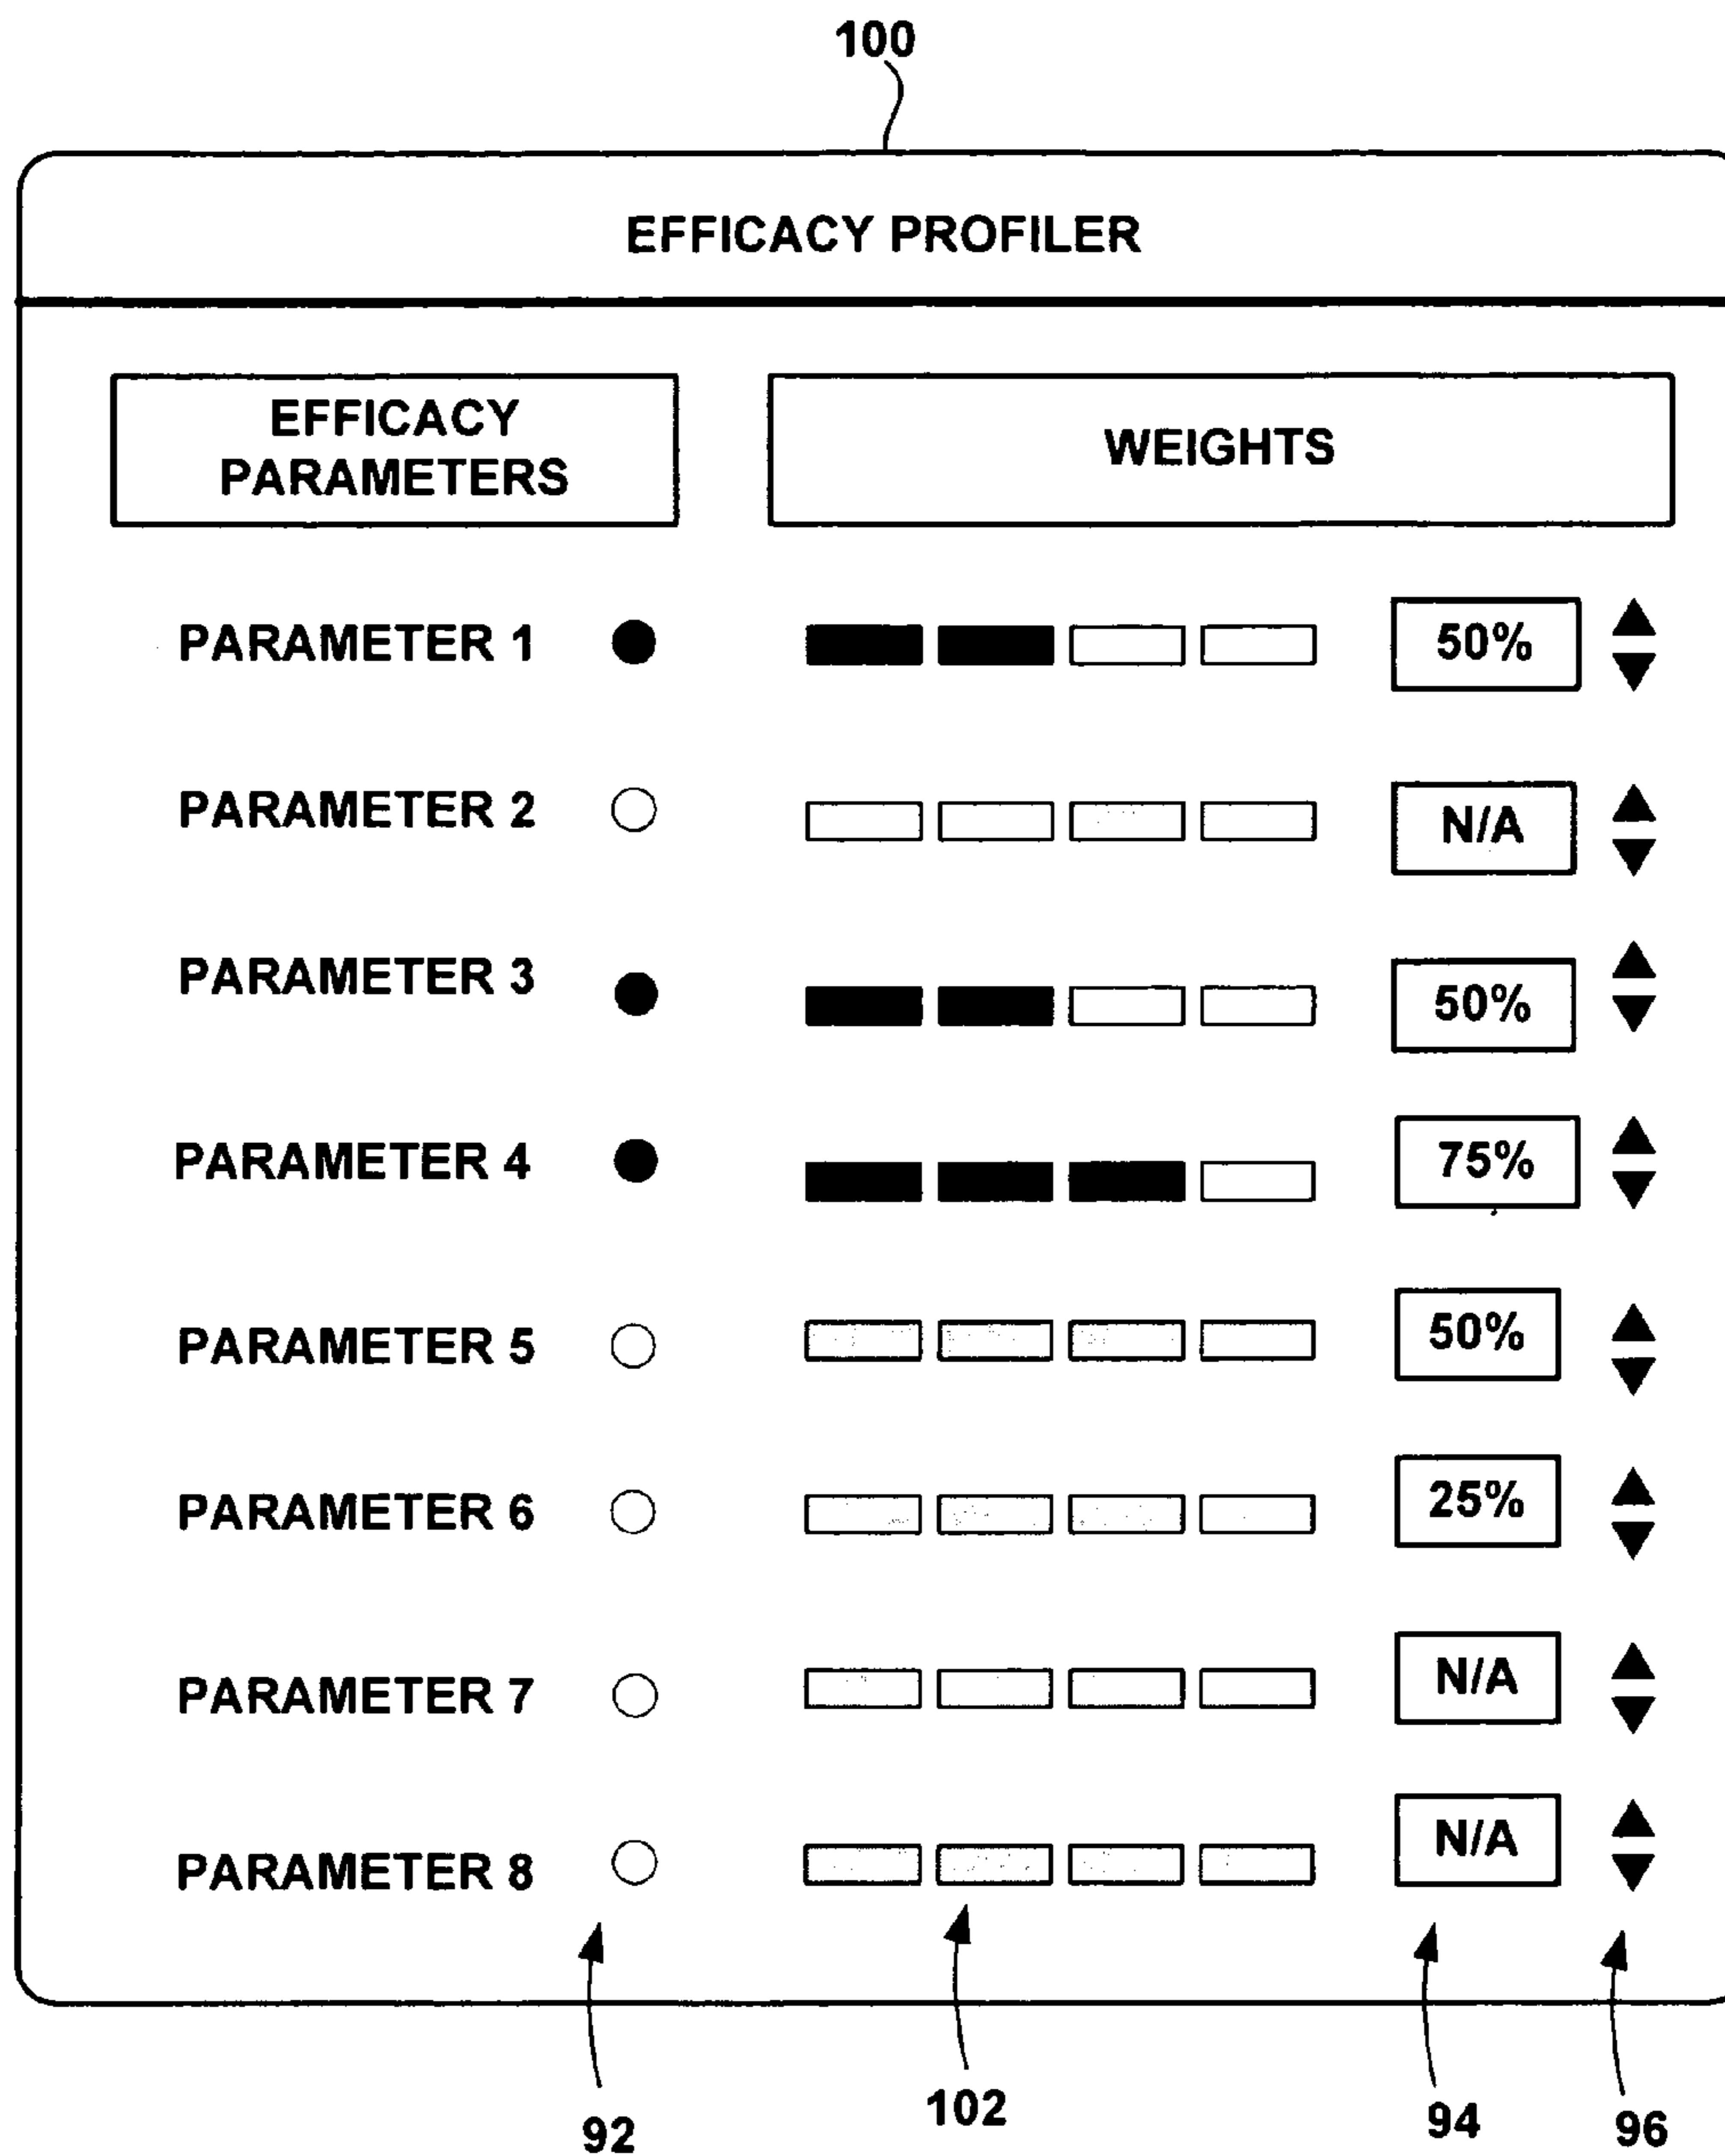 100
EFFICACY PROFILER
EFFICACY
PARAMETERS
WEIGHTS
PARAMETER 1 50%
PARAMETER 2 N/A
PARAMETER 3 50%
PARAMETER 4 75%
PARAMETER 5 50%
PARAMETER 6 25%
PARAMETER 7 N/A
PARAMETER 8 N/A
92 102 94 96